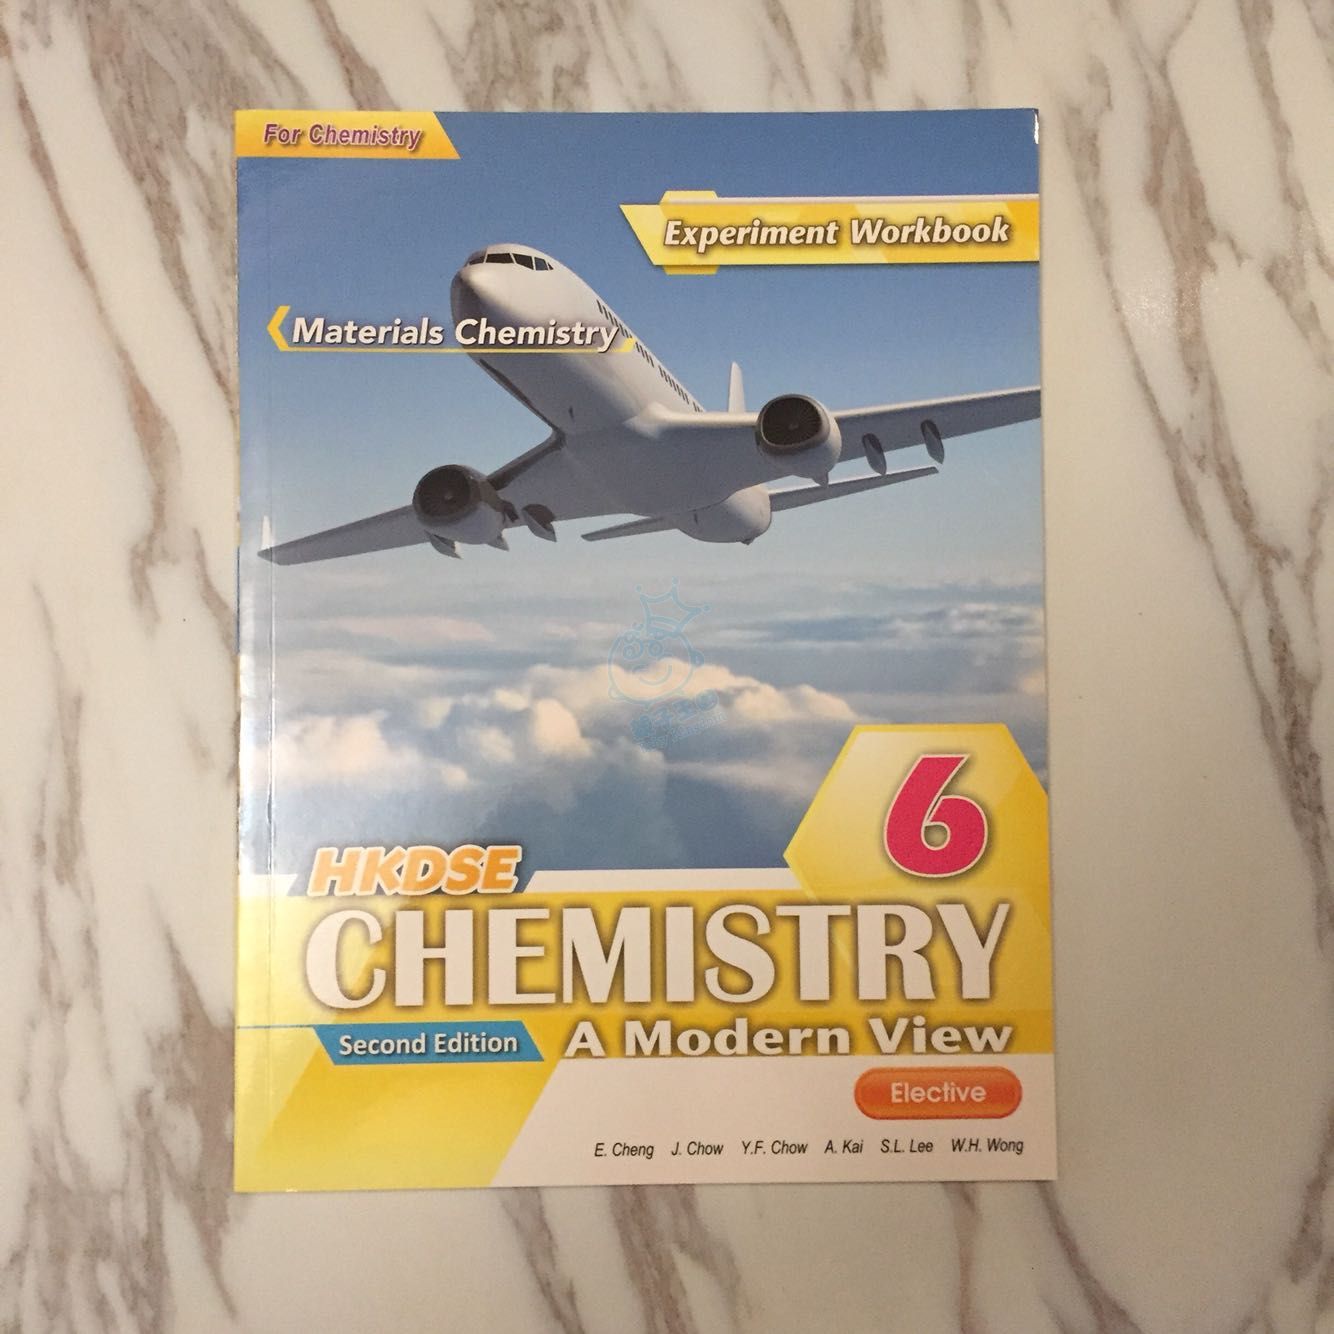 For Chemistry
Experiment Workbook
Materials Chemistry
6
HKDSE
CHEMISTRY
Second Edition
A Modern View
Elective
E. Cheng J. Chow Y.F. Chow A. Kai S.L. Lee W.H. Wong